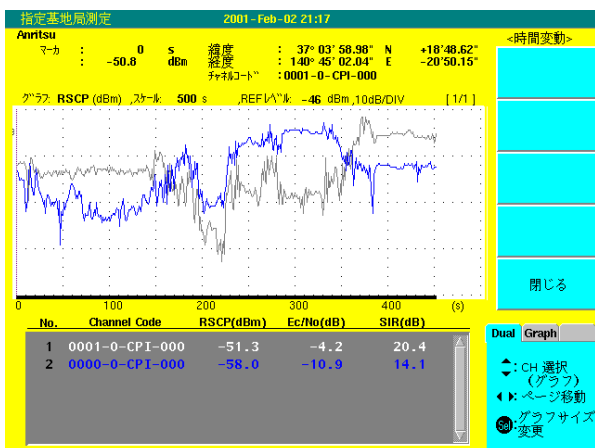 指定基地局測定 2001-Feb-02 21:17
Anritsu
<時間変動>
マーカ : 0 s 緯度 : 37° 03' 58.98" N +18'48.62"
: -50.8 dBm 経度 : 140° 45' 02.04" E -20'50.15"
チャネルコード : 0001-0-CPI-000
グラフ: RSCP (dBm) ,スケール: 500 s ,REFレベル: -46 dBm ,10dB/DIV [1/1]
閉じる
0 100 200 300 400 (s)
No. Channel Code RSCP(dBm) Ec/No(dB) SIR(dB)
1 0001-0-CPI-000 -51.3 -4.2 20.4
2 0000-0-CPI-000 -58.0 -10.9 14.1
Dual Graph
: CH 選択
(グラフ)
: ページ移動
Sel: グラフサイズ
変更